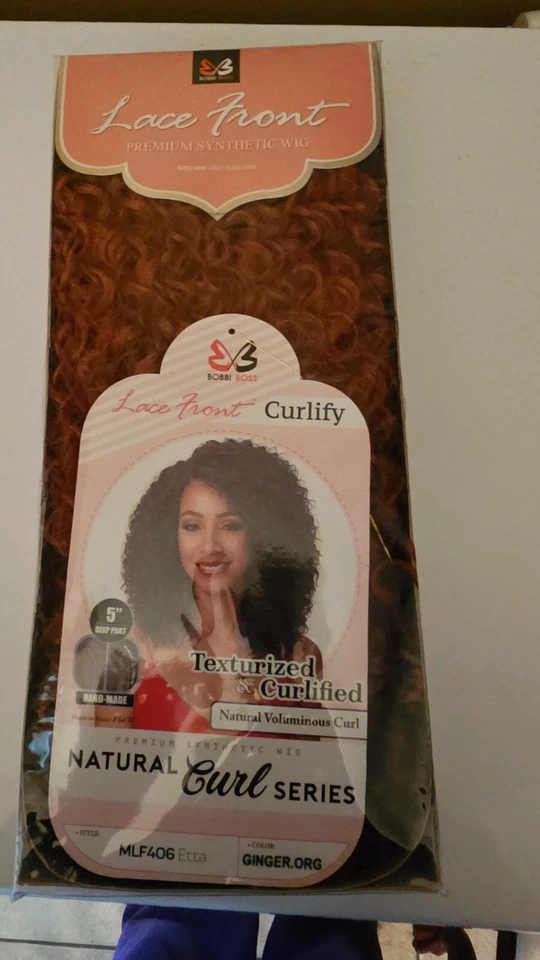 BOBBI BOSS
Lace Front
PREMIUM SYNTHETIC WIG
BOBBI BOSS
Lace Front Curlify
5"
DEEP PART
HAND-MADE
Texturized
& Curlified
Natural Voluminous Curl
PREMIUM SYNTHETIC WIG
NATURAL Curl SERIES
• STYLE:
• COLOR:
MLF406 Etta
GINGER.ORG